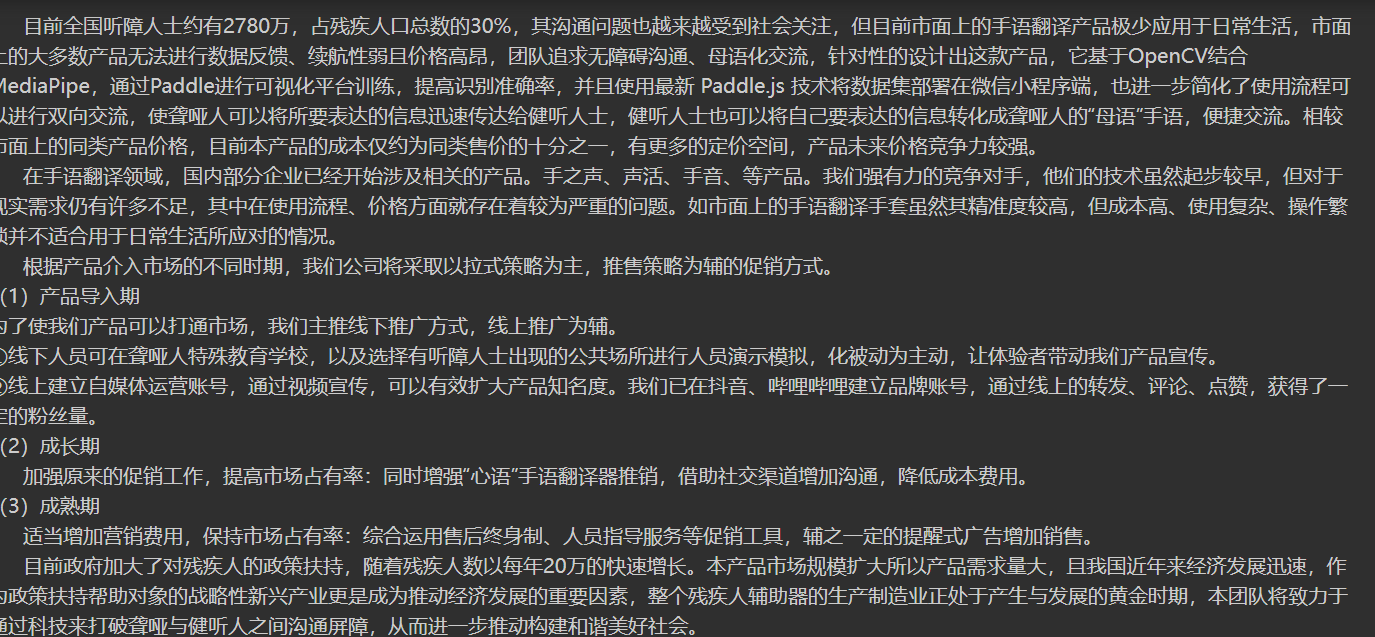 目前全国听障人士约有2780万，占残疾人口总数的30%，其沟通问题也越来越受到社会关注，但目前市面上的手语翻译产品极少应用于日常生活，市面
上的大多数产品无法进行数据反馈、续航性弱且价格高昂，团队追求无障碍沟通、母语化交流，针对性的设计出这款产品，它基于OpenCV结合
MediaPipe，通过Paddle进行可视化平台训练，提高识别准确率，并且使用最新 Paddle.js 技术将数据集部署在微信小程序端，也进一步简化了使用流程可
以进行双向交流，使聋哑人可以将所要表达的信息迅速传达给健听人士，健听人士也可以将自己要表达的信息转化成聋哑人的“母语”手语，便捷交流。相较
市面上的同类产品价格，目前本产品的成本仅约为同类售价的十分之一，有更多的定价空间，产品未来价格竞争力较强。
在手语翻译领域，国内部分企业已经开始涉及相关的产品。手之声、声活、手音、等产品。我们强有力的竞争对手，他们的技术虽然起步较早，但对于
现实需求仍有许多不足，其中在使用流程、价格方面就存在着较为严重的问题。如市面上的手语翻译手套虽然其精准度较高，但成本高、使用复杂、操作繁
琐并不适合用于日常生活所应对的情况。
根据产品介入市场的不同时期，我们公司将采取以拉式策略为主，推售策略为辅的促销方式。
（1）产品导入期
为了使我们产品可以打通市场，我们主推线下推广方式，线上推广为辅。
①线下人员可在聋哑人特殊教育学校，以及选择有听障人士出现的公共场所进行人员演示模拟，化被动为主动，让体验者带动我们产品宣传。
②线上建立自媒体运营账号，通过视频宣传，可以有效扩大产品知名度。我们已在抖音、哔哩哔哩建立品牌账号，通过线上的转发、评论、点赞，获得了一
定的粉丝量。
（2）成长期
加强原来的促销工作，提高市场占有率：同时增强“心语”手语翻译器推销，借助社交渠道增加沟通，降低成本费用。
（3）成熟期
适当增加营销费用，保持市场占有率：综合运用售后终身制、人员指导服务等促销工具，辅之一定的提醒式广告增加销售。
目前政府加大了对残疾人的政策扶持，随着残疾人数以每年20万的快速增长。本产品市场规模扩大所以产品需求量大，且我国近年来经济发展迅速，作
为政策扶持帮助对象的战略性新兴产业更是成为推动经济发展的重要因素，整个残疾人辅助器的生产制造业正处于产生与发展的黄金时期，本团队将致力于
通过科技来打破聋哑与健听人之间沟通屏障，从而进一步推动构建和谐美好社会。